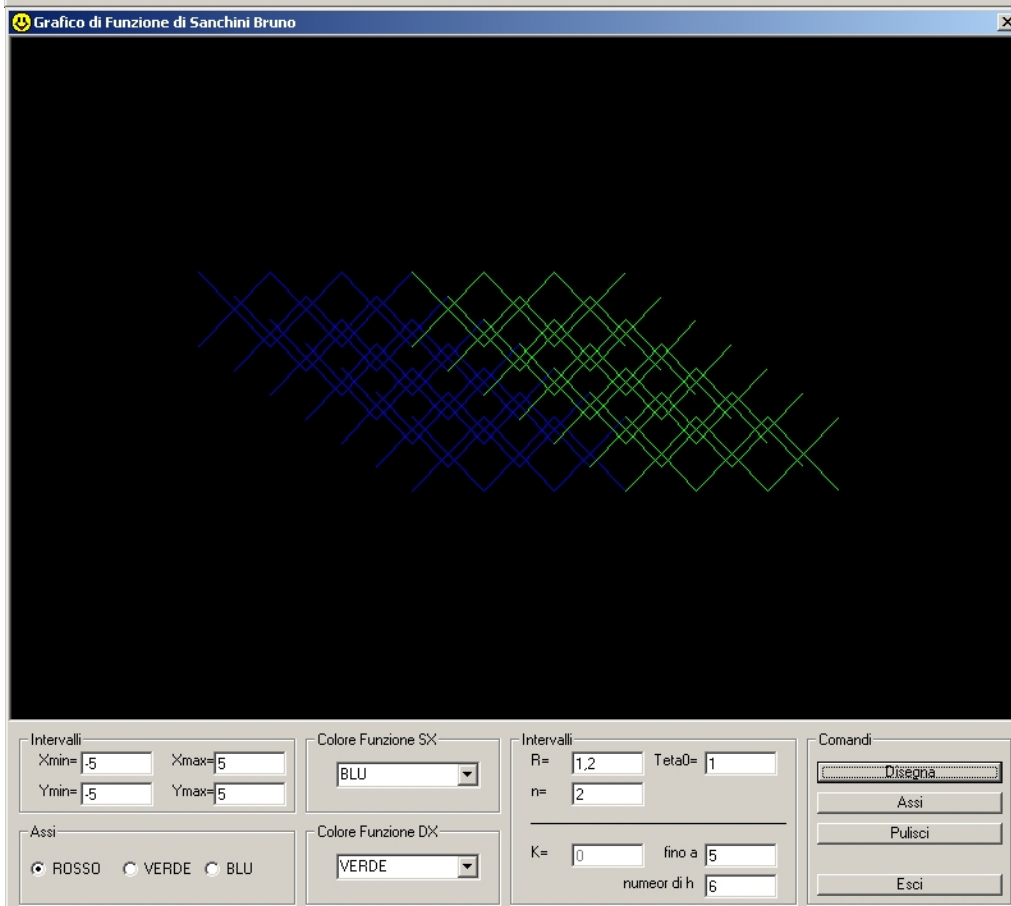 Grafico di Funzione di Sanchini Bruno
Intervalli
Xmin= -5 Xmax= 5
Ymin= -5 Ymax= 5
Assi
ROSSO VERDE BLU
Colore Funzione SX
BLU
Colore Funzione DX
VERDE
Intervalli
R= 1,2 Teta0= 1
n= 2
K= 0 fino a 5
numeor di h 6
Comandi
Disegna
Assi
Pulisci
Esci